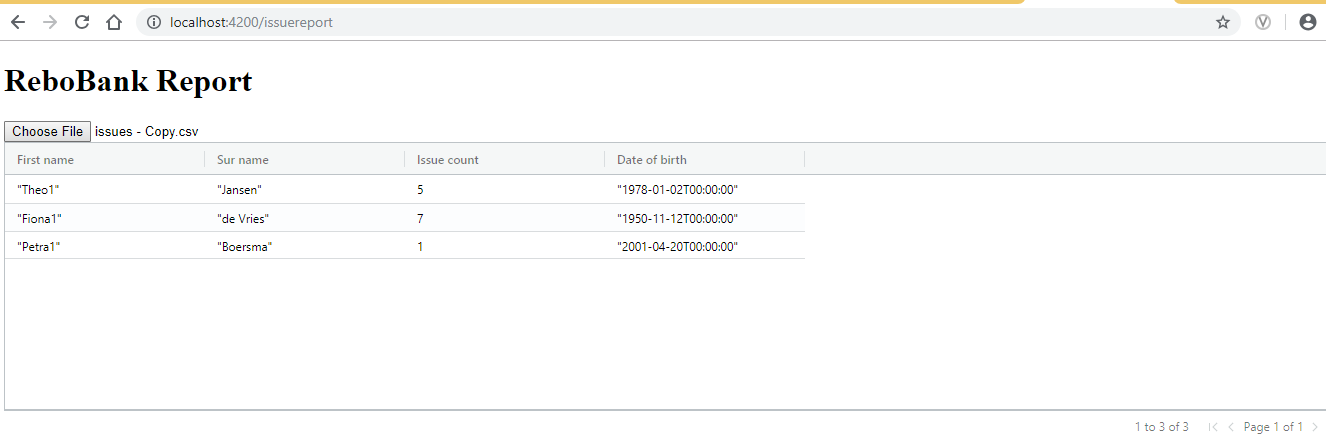 localhost:4200/issuereport
ReboBank Report
Choose File issues - Copy.csv
First name Sur name Issue count Date of birth
"Theo1" "Jansen" 5 "1978-01-02T00:00:00"
"Fiona1" "de Vries" 7 "1950-11-12T00:00:00"
"Petra1" "Boersma" 1 "2001-04-20T00:00:00"
1 to 3 of 3 Page 1 of 1